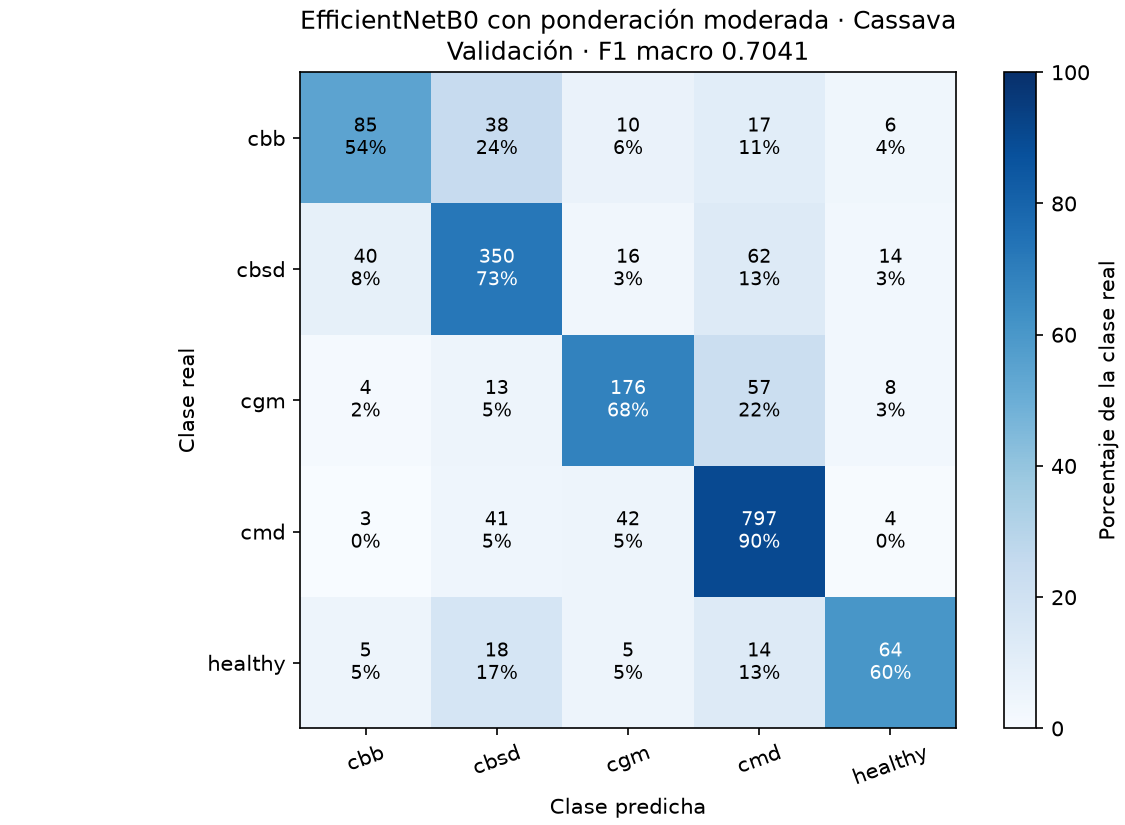 EfficientNetB0 con ponderación moderada · Cassava
Validación · F1 macro 0.7041
Clase real
cbb
85 38 10 17 6
54% 24% 6% 11% 4%
cbsd
40 350 16 62 14
8% 73% 3% 13% 3%
cgm
4 13 176 57 8
2% 5% 68% 22% 3%
cmd
3 41 42 797 4
0% 5% 5% 90% 0%
healthy
5 18 5 14 64
5% 17% 5% 13% 60%
cbb cbsd cgm cmd healthy
Clase predicha
100
80
60
40
20
0
Porcentaje de la clase real